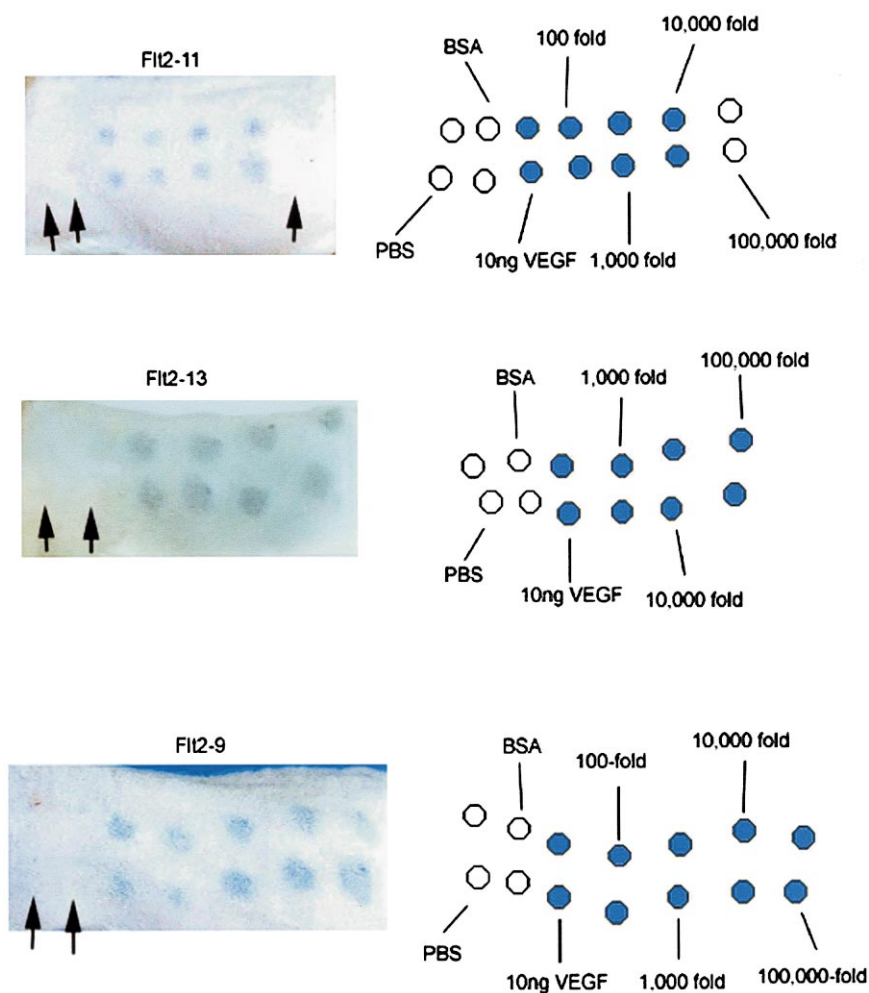 Flt2-11
BSA
100 fold
10,000 fold
PBS
10ng VEGF
1,000 fold
100,000 fold
Flt2-13
BSA
1,000 fold
100,000 fold
PBS
10ng VEGF
10,000 fold
Flt2-9
BSA
100-fold
10,000 fold
PBS
10ng VEGF
1,000 fold
100,000-fold